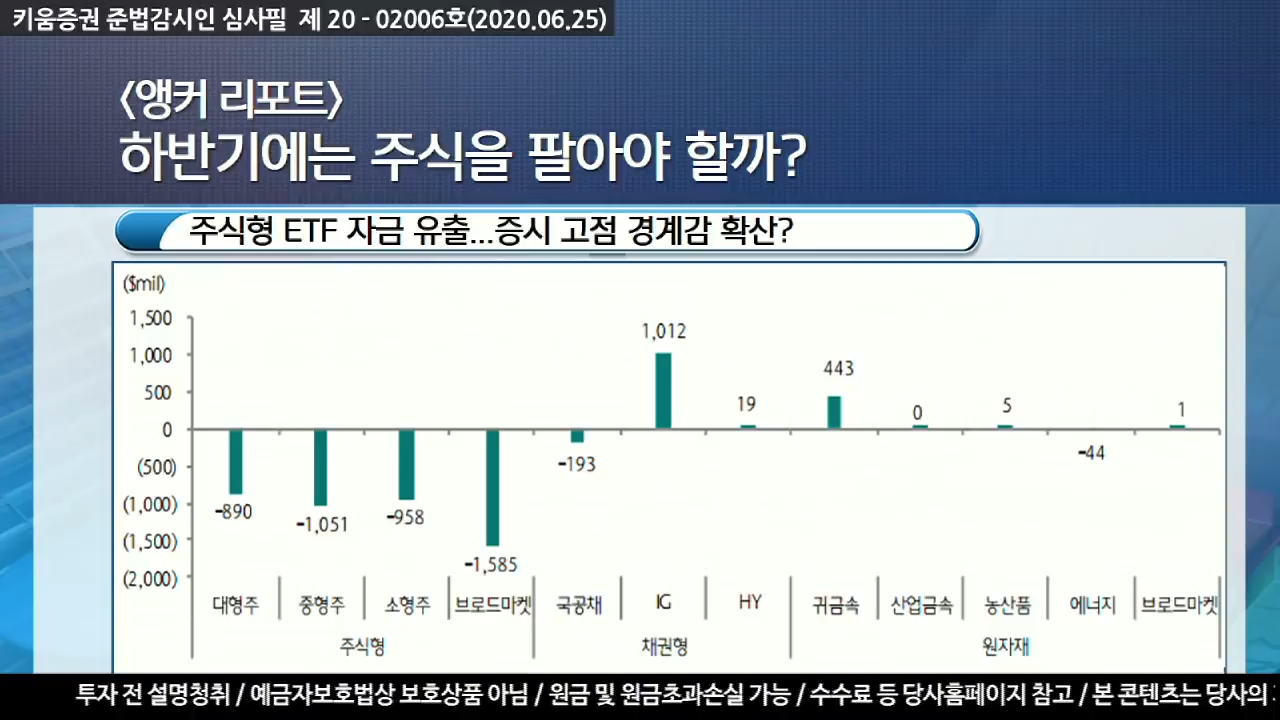 키움증권 준법감시인 심사필 제 20 - 02006호(2020.06.25)
<앵커 리포트>
하반기에는 주식을 팔아야 할까?
주식형 ETF 자금 유출...증시 고점 경계감 확산?
($mil)
1,500
1,000
500
0
(500)
(1,000)
(1,500)
(2,000)
-890
-1,051
-958
-1,585
-193
1,012
19
443
0
5
-44
1
대형주 중형주 소형주 브로드마켓 국공채 IG HY 귀금속 산업금속 농산품 에너지 브로드마켓
주식형 채권형 원자재
투자 전 설명청취 / 예금자보호법상 보호상품 아님 / 원금 및 원금초과손실 가능 / 수수료 등 당사홈페이지 참고 / 본 콘텐츠는 당사의